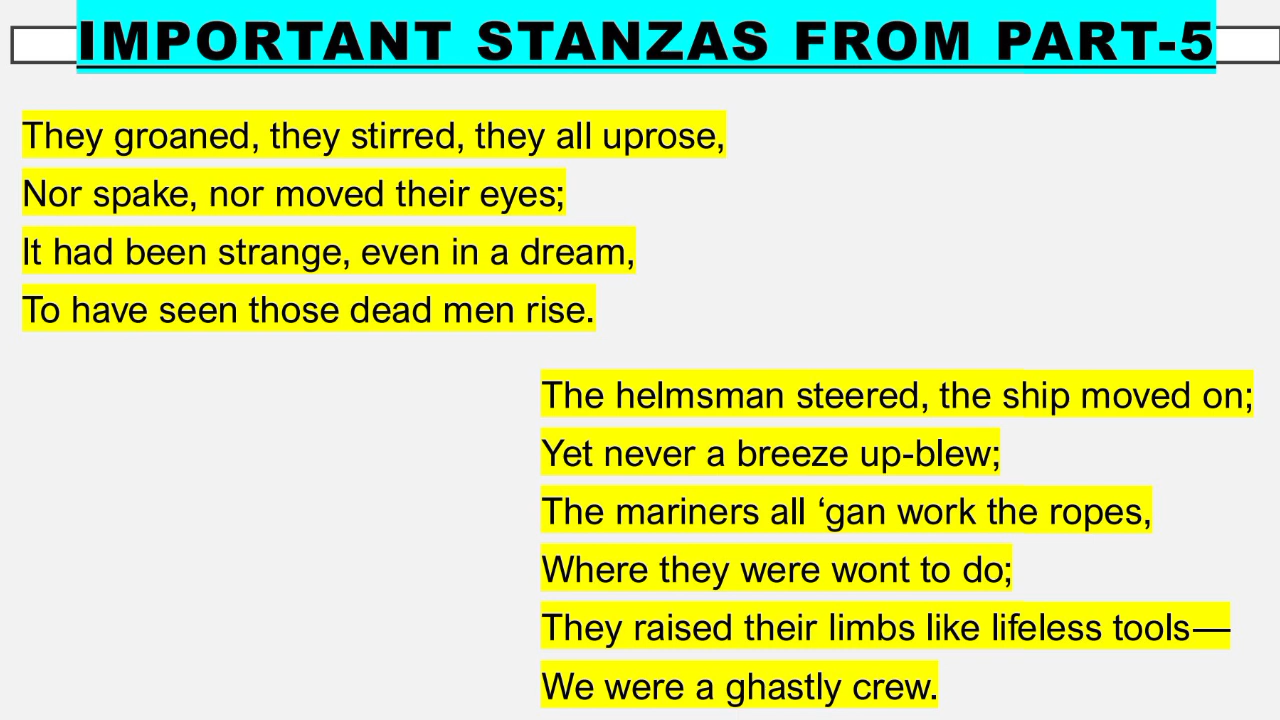 IMPORTANT STANZAS FROM PART-5
They groaned, they stirred, they all uprose,
Nor spake, nor moved their eyes;
It had been strange, even in a dream,
To have seen those dead men rise.
The helmsman steered, the ship moved on;
Yet never a breeze up-blew;
The mariners all ‘gan work the ropes,
Where they were wont to do;
They raised their limbs like lifeless tools—
We were a ghastly crew.